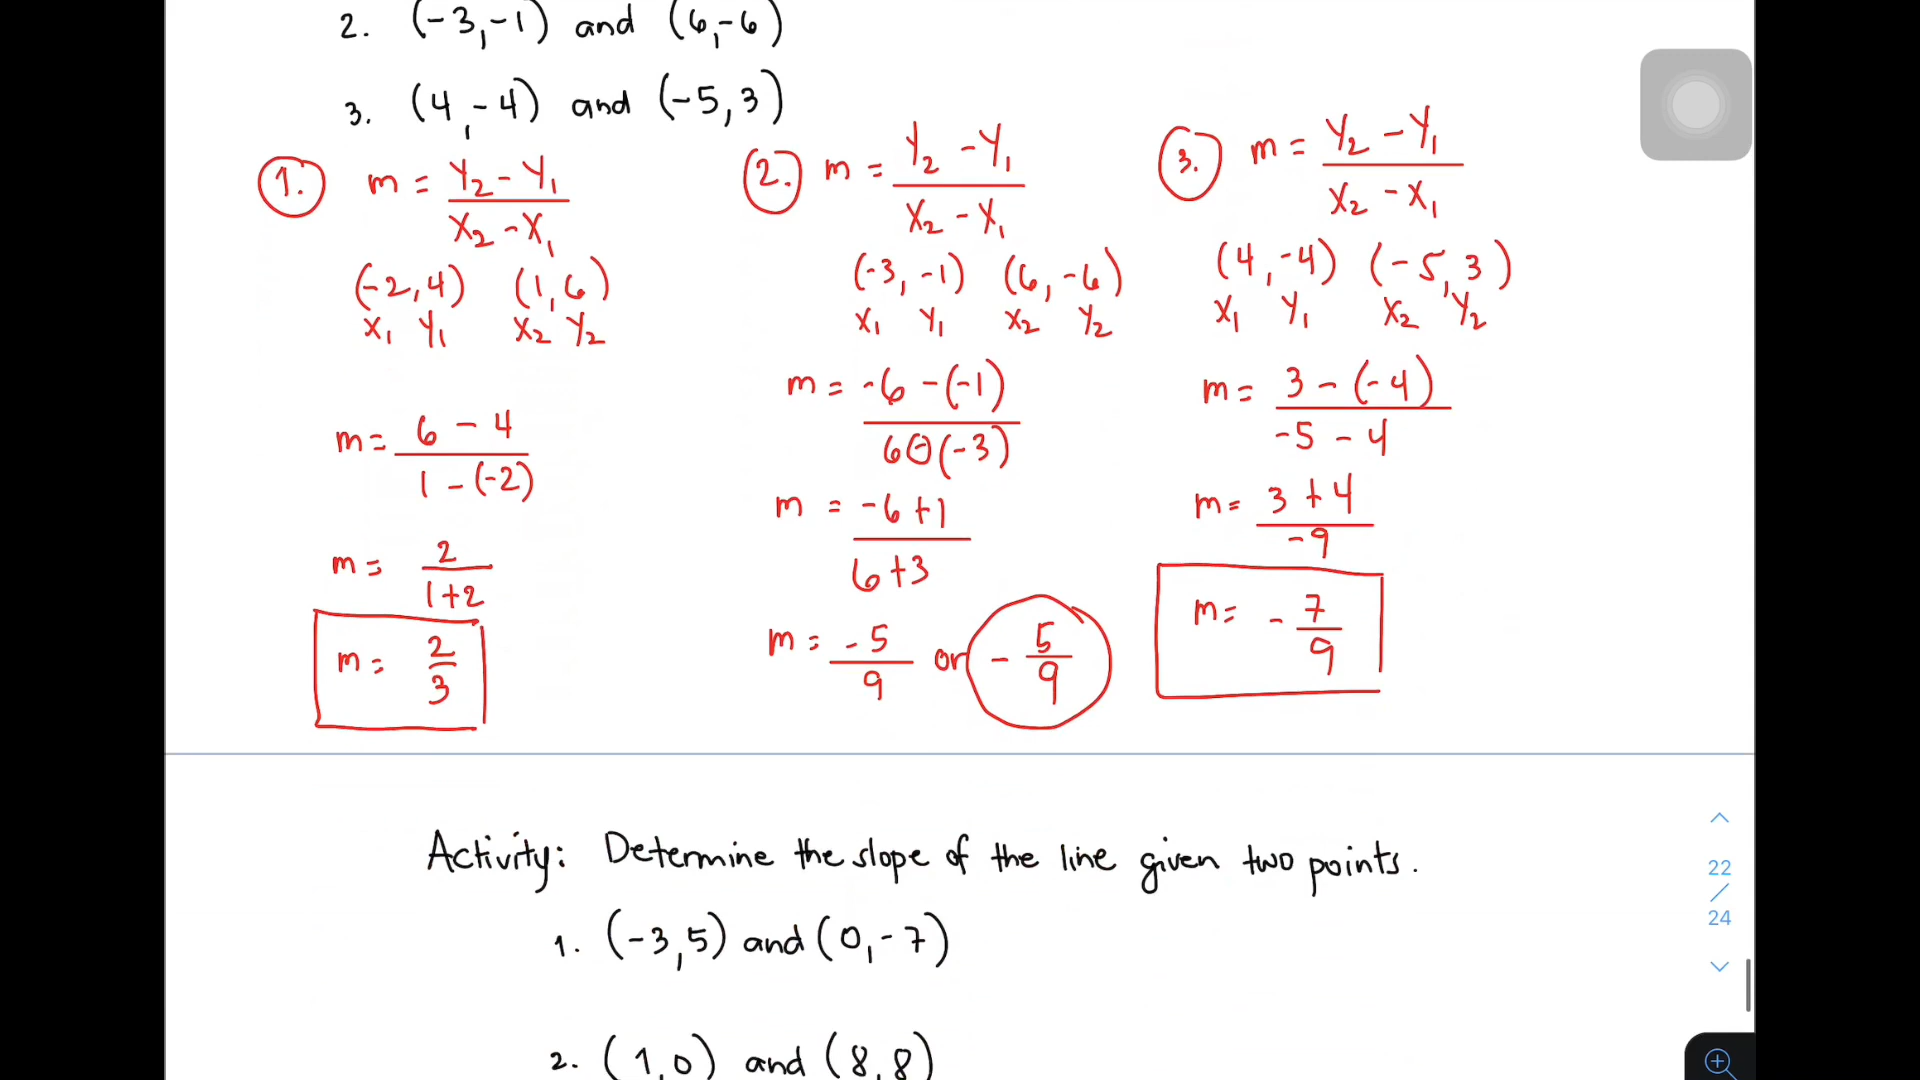 2. (-3,-1) and (6,-6)
3. (4,-4) and (-5,3)
1. m = Y₂-Y₁
X₂-X₁
(-2,4) (1,6)
X₁ Y₁ X₂ Y₂
m = 6 - 4
1 - (-2)
m = 2
1+2
m = 2
3
2. m = Y₂-Y₁
X₂-X₁
(-3,-1) (6,-6)
X₁ Y₁ X₂ Y₂
m = -6 -(-1)
6-(-3)
m = -6+1
6+3
m = -5 or - 5
9 9
3. m = Y₂-Y₁
X₂-X₁
(4,-4) (-5,3)
X₁ Y₁ X₂ Y₂
m = 3 - (-4)
-5 - 4
m = 3 + 4
-9
m = - 7
9
Activity: Determine the slope of the line given two points.
1. (-3,5) and (0,-7)
2. (1,0) and (8,8)
22
/
24